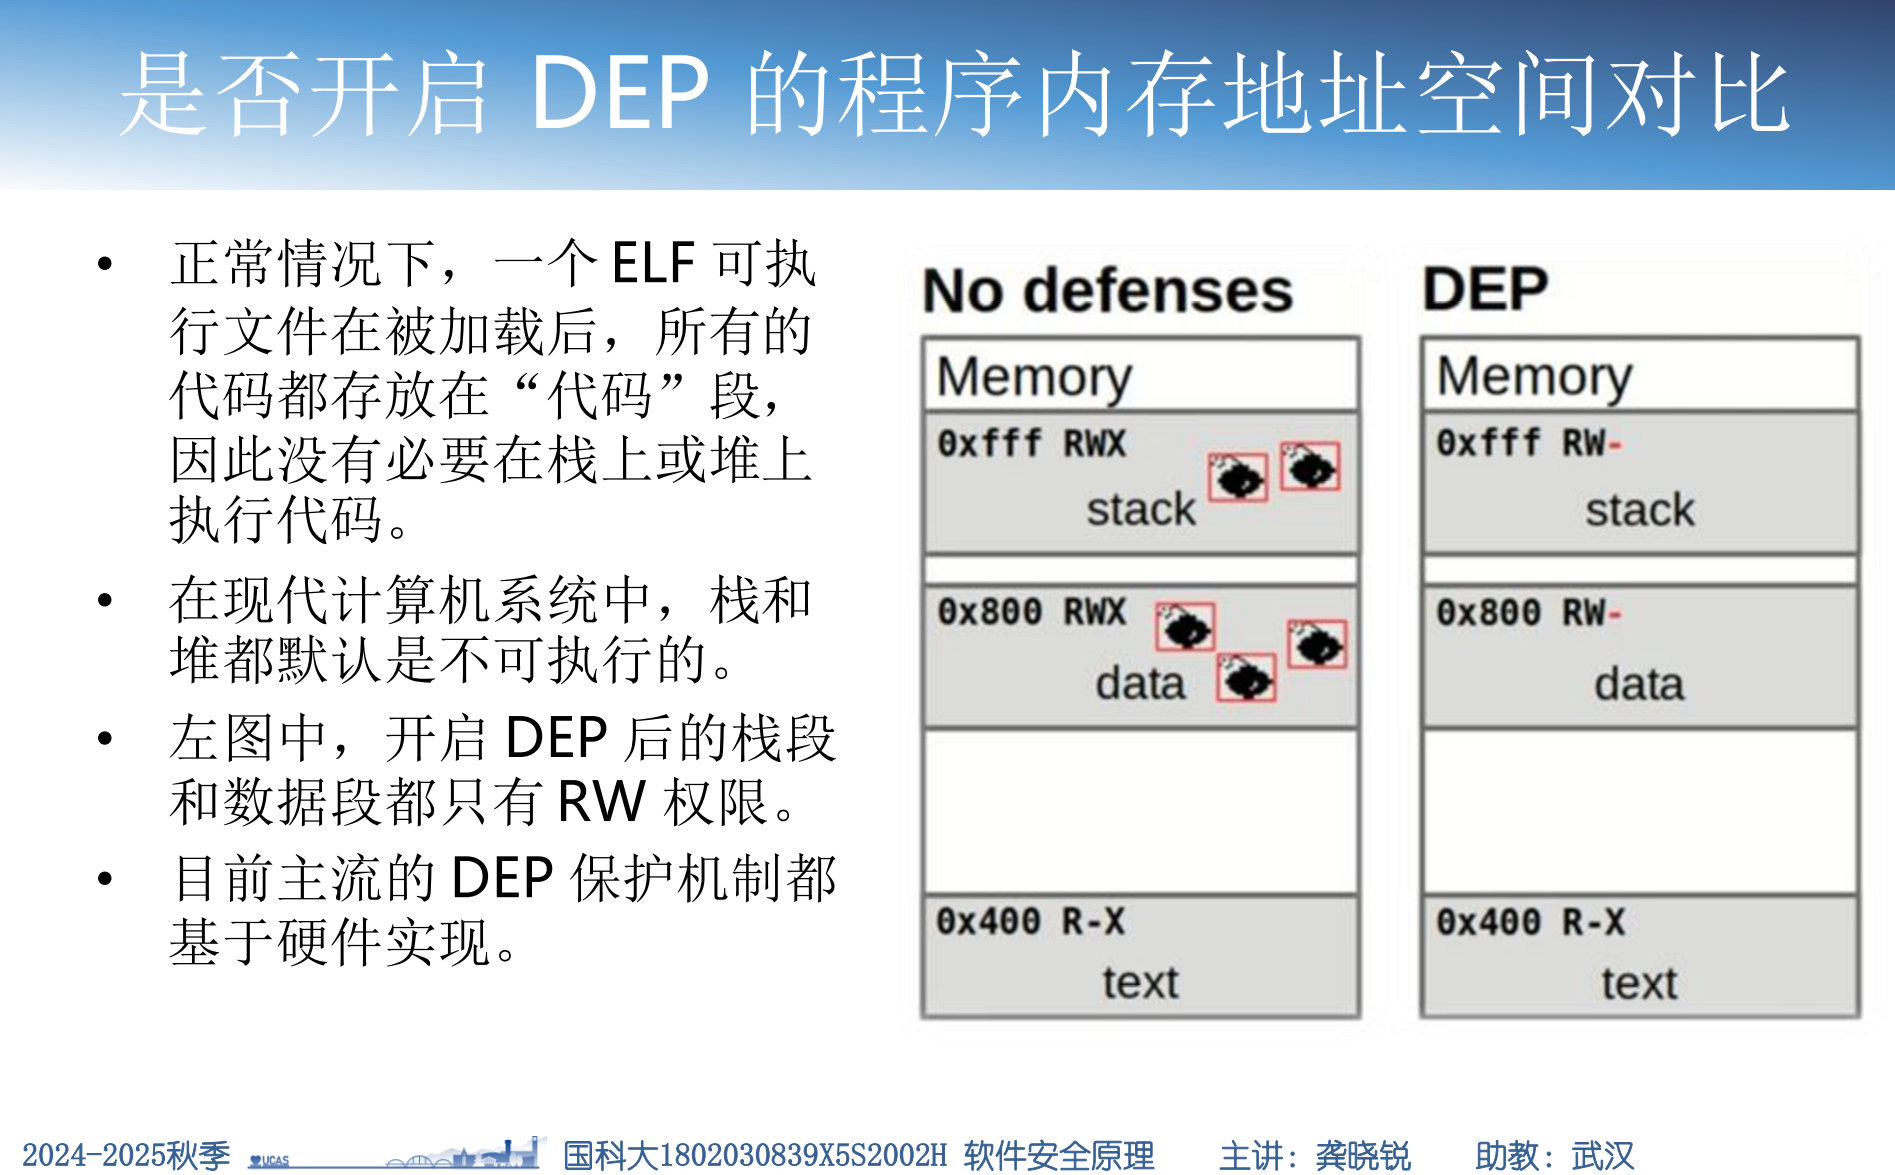 是否开启 DEP 的程序内存地址空间对比
• 正常情况下，一个 ELF 可执
行文件在被加载后，所有的
代码都存放在“代码”段，
因此没有必要在栈上或堆上
执行代码。
• 在现代计算机系统中，栈和
堆都默认是不可执行的。
• 左图中，开启 DEP 后的栈段
和数据段都只有 RW 权限。
• 目前主流的 DEP 保护机制都
基于硬件实现。
No defenses
Memory
0xfff RWX
stack
0x800 RWX
data
0x400 R-X
text
DEP
Memory
0xfff RW-
stack
0x800 RW-
data
0x400 R-X
text
2024-2025秋季 UCAS 国科大1802030839X5S2002H 软件安全原理 主讲：龚晓锐 助教：武汉